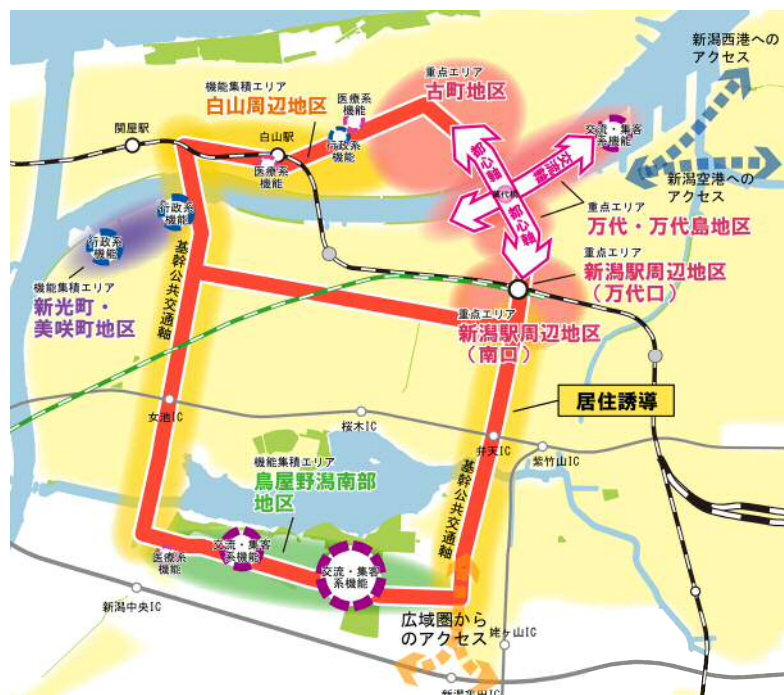 新潟西港への
アクセス
重点エリア
古町地区
機能集積エリア
白山周辺地区
医療系
機能
関屋駅
白山駅
行政系
機能
医療系
機能
交流・集客
系機能
都心軸
交流軸
萬代橋
都心軸
新潟空港への
アクセス
重点エリア
万代・万代島地区
行政系
機能
行政系
機能
重点エリア
新潟駅周辺地区
（万代口）
機能集積エリア
新光町・
美咲町地区
基幹公共交通軸
重点エリア
新潟駅周辺地区
（南口）
居住誘導
女池IC
桜木IC
弁天IC
紫竹山IC
機能集積エリア
鳥屋野潟南部
地区
基幹公共交通軸
医療系
機能
交流・集客
系機能
交流・集客
系機能
新潟中央IC
広域圏から
のアクセス
姥ヶ山IC
新潟亀田IC